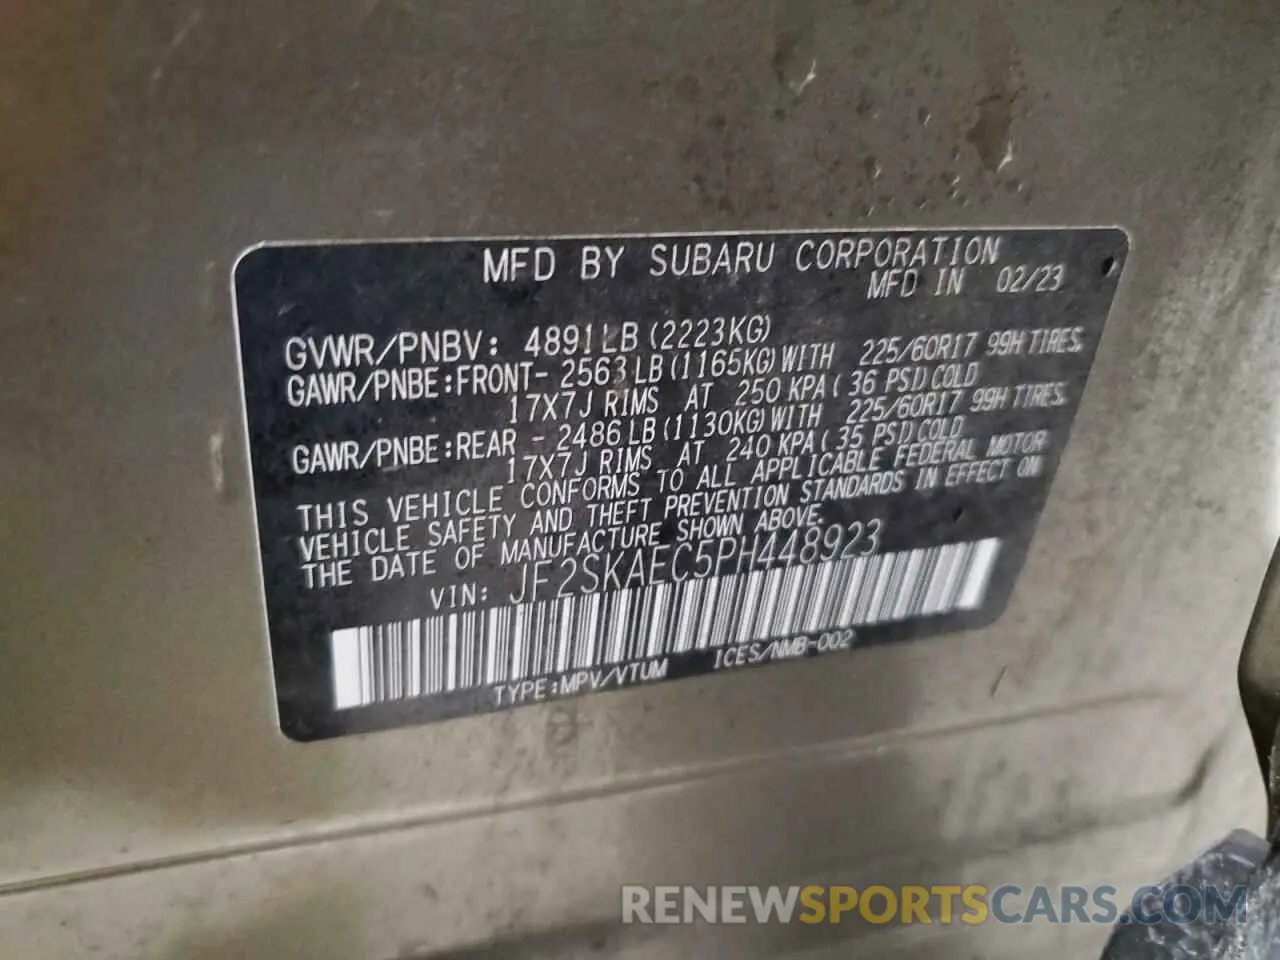 MFD BY SUBARU CORPORATION
MFD IN 02/23
GVWR/PNBV: 4891LB(2223KG)
GAWR/PNBE:FRONT- 2563LB(1165KG)WITH 225/60R17 99H TIRES,
17X7J RIMS AT 250 KPA( 36 PSI)COLD
GAWR/PNBE:REAR - 2486LB(1130KG)WITH 225/60R17 99H TIRES,
17X7J RIMS AT 240 KPA( 35 PSI)COLD
THIS VEHICLE CONFORMS TO ALL APPLICABLE FEDERAL MOTOR
VEHICLE SAFETY AND THEFT PREVENTION STANDARDS IN EFFECT ON
THE DATE OF MANUFACTURE SHOWN ABOVE.
VIN: JF2SKAEC5PH448923
TYPE:MPV/VTUM ICES/NMB-002
RENEWSPORTSCARS.COM